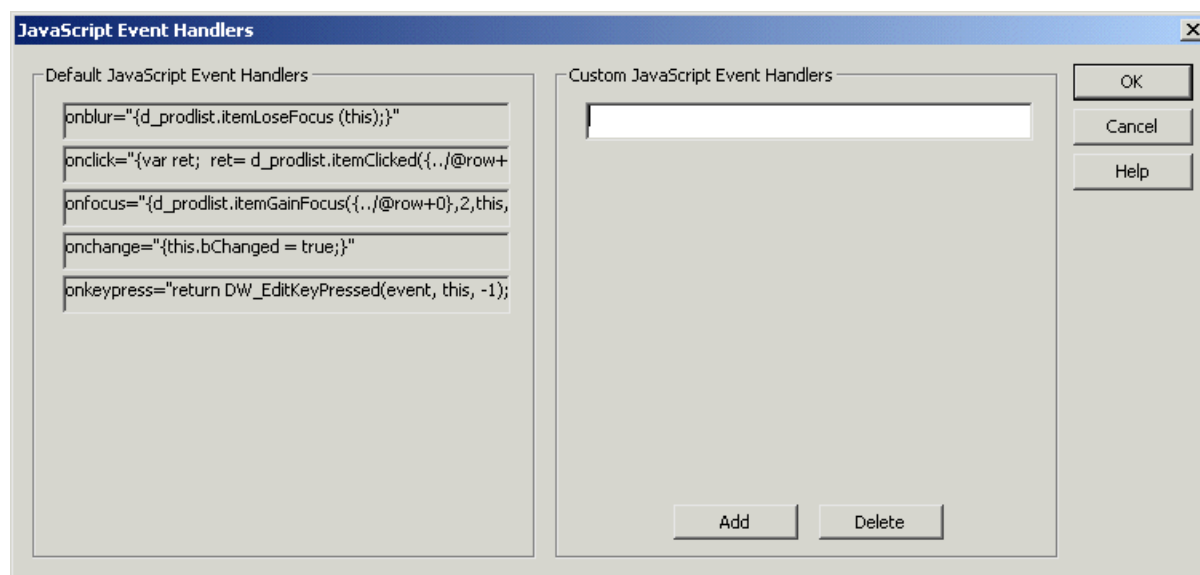 JavaScript Event Handlers
Default JavaScript Event Handlers
onblur="{d_prodlist.itemLoseFocus (this);}"
onclick="{var ret; ret= d_prodlist.itemClicked({../@row+
onfocus="{d_prodlist.itemGainFocus({../@row+0},2,this,
onchange="{this.bChanged = true;}"
onkeypress="return DW_EditKeyPressed(event, this, -1);
Custom JavaScript Event Handlers
Add
Delete
OK
Cancel
Help